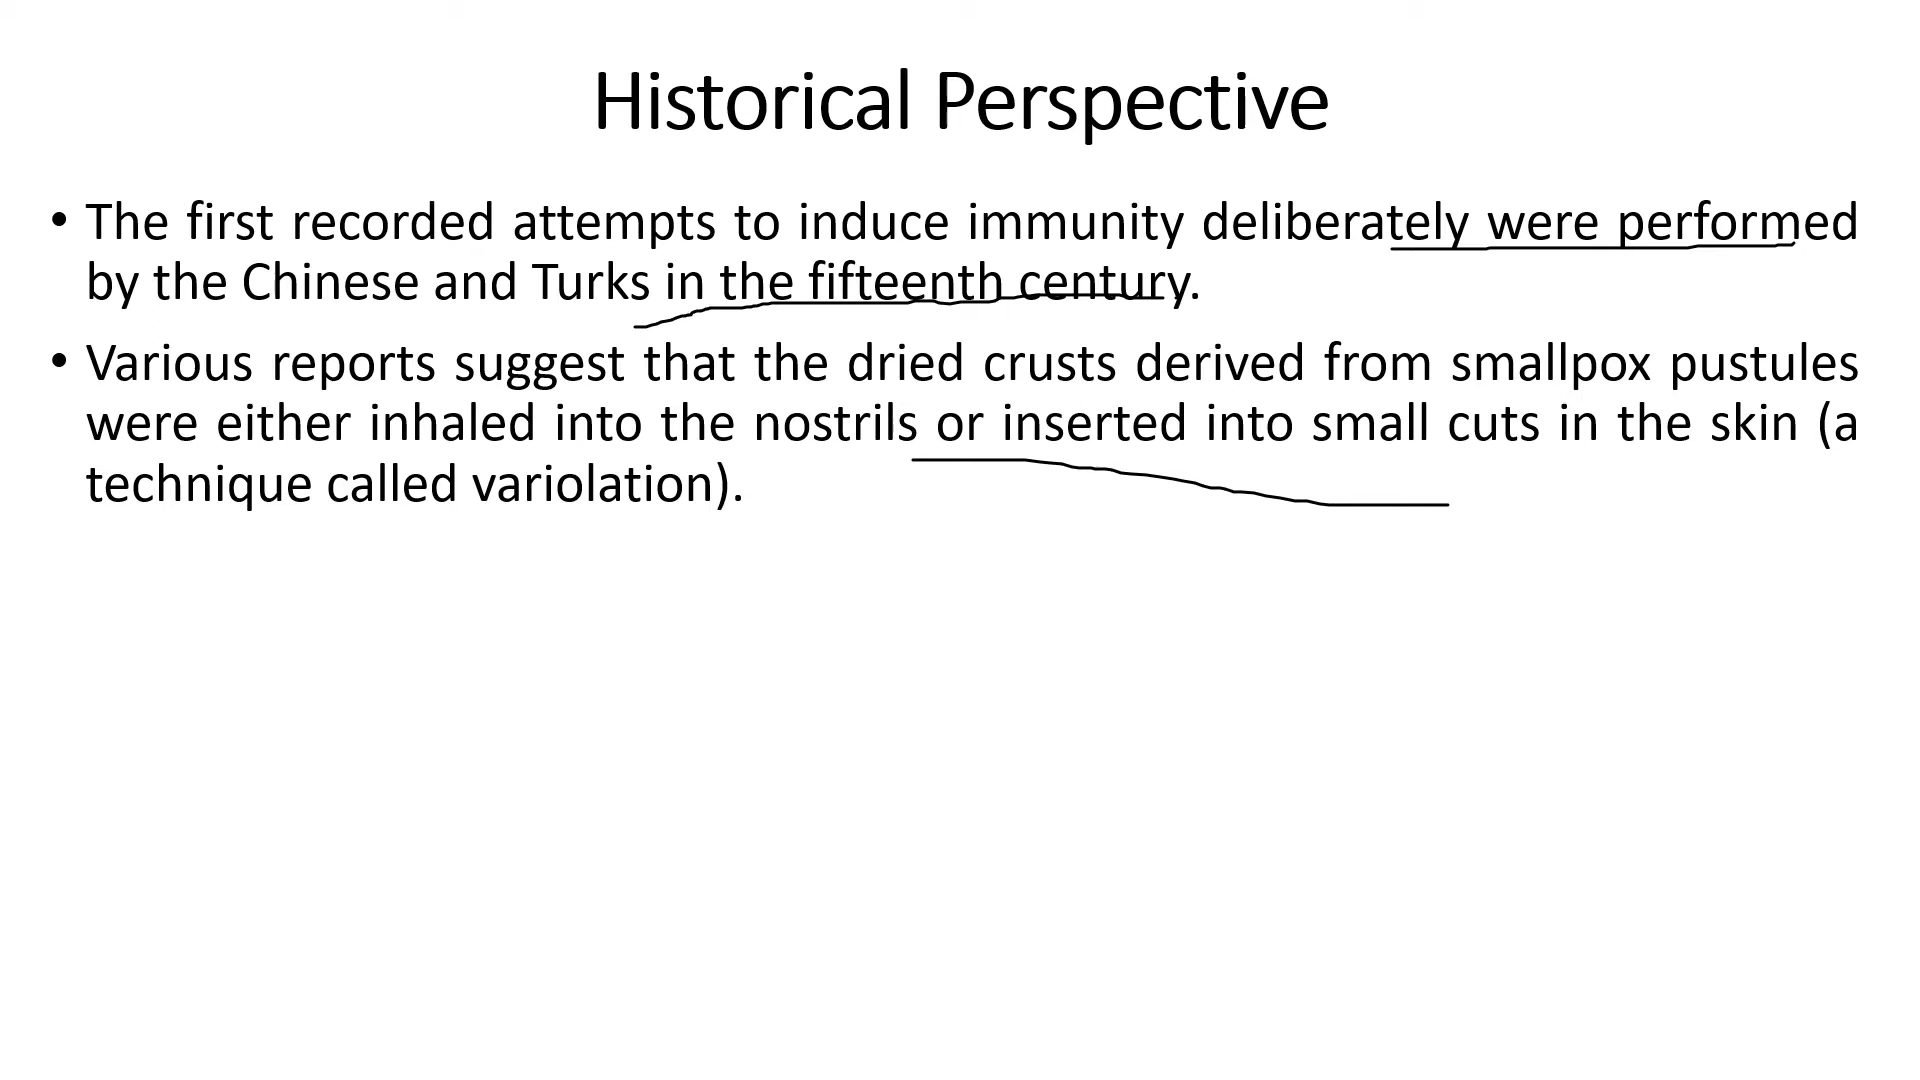 Historical Perspective
• The first recorded attempts to induce immunity deliberately were performed
by the Chinese and Turks in the fifteenth century.
• Various reports suggest that the dried crusts derived from smallpox pustules
were either inhaled into the nostrils or inserted into small cuts in the skin (a
technique called variolation).